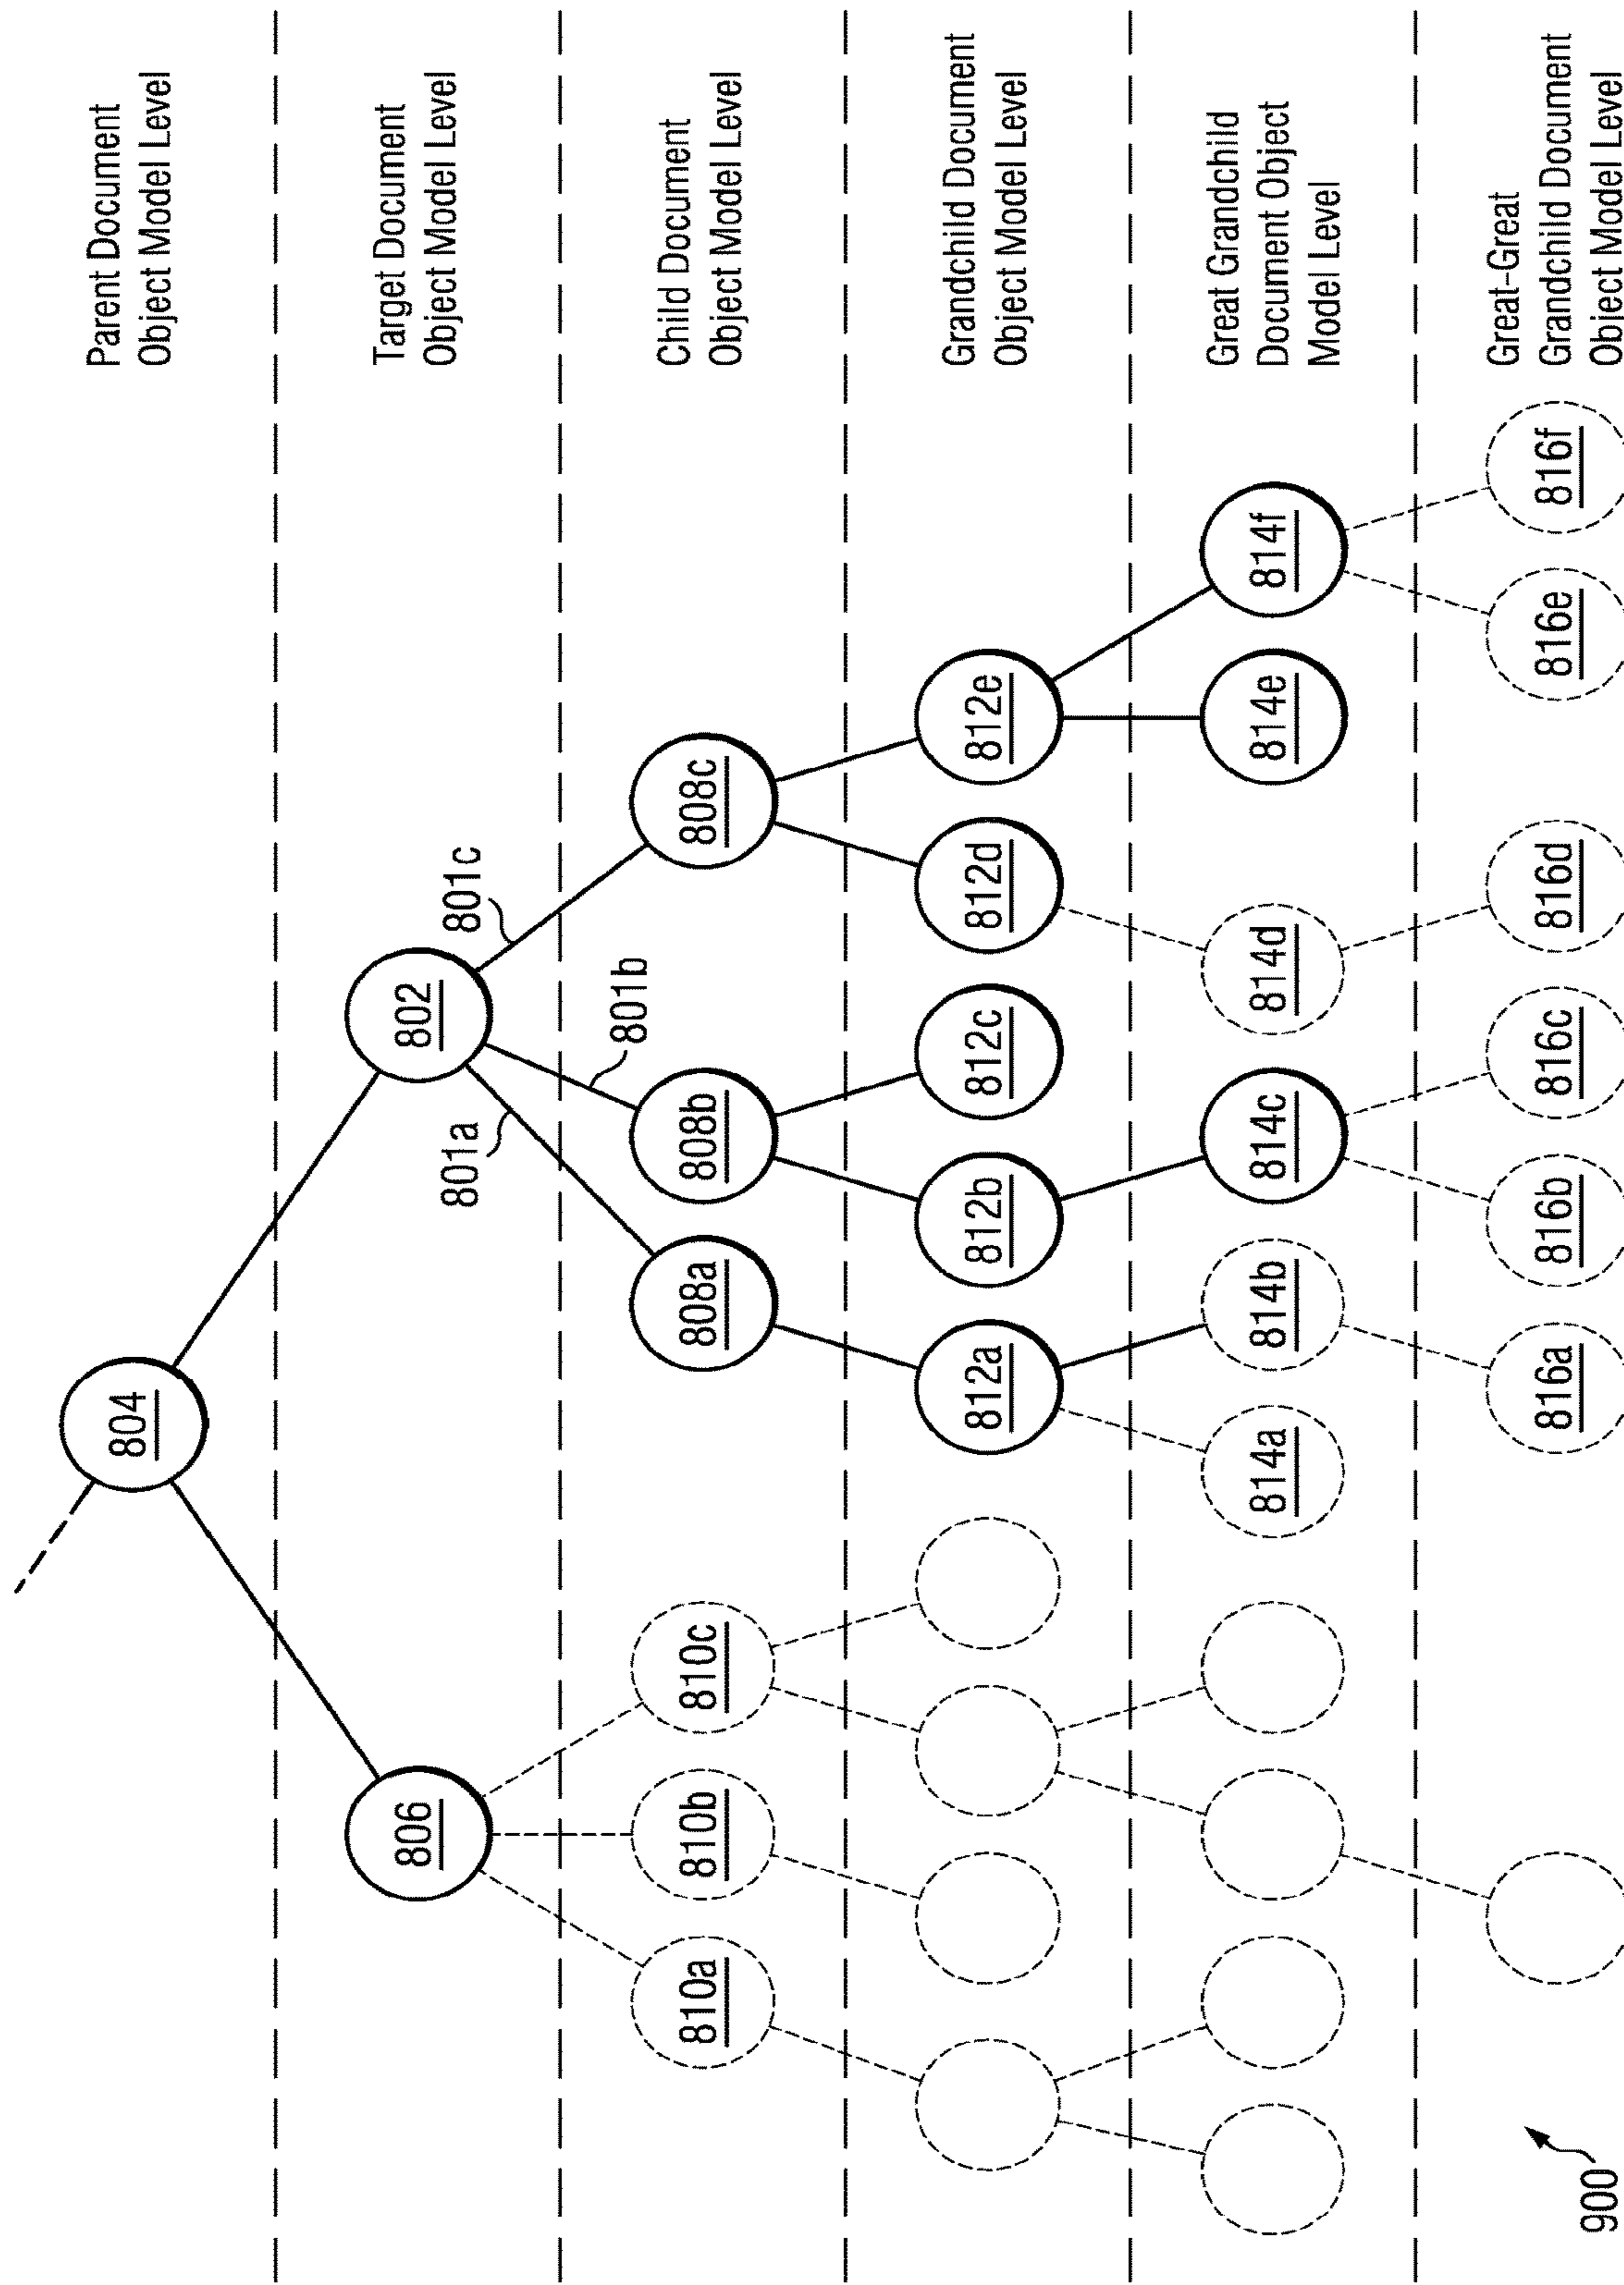 Parent Document
Object Model Level
804
Target Document
Object Model Level
806
802
801a
801b
801c
Child Document
Object Model Level
810a
810b
810c
808a
808b
808c
Grandchild Document
Object Model Level
812a
812b
812c
812d
812e
Great Grandchild
Document Object
Model Level
814a
814b
814c
814d
814e
814f
Great-Great
Grandchild Document
Object Model Level
816a
816b
816c
816d
816e
816f
900